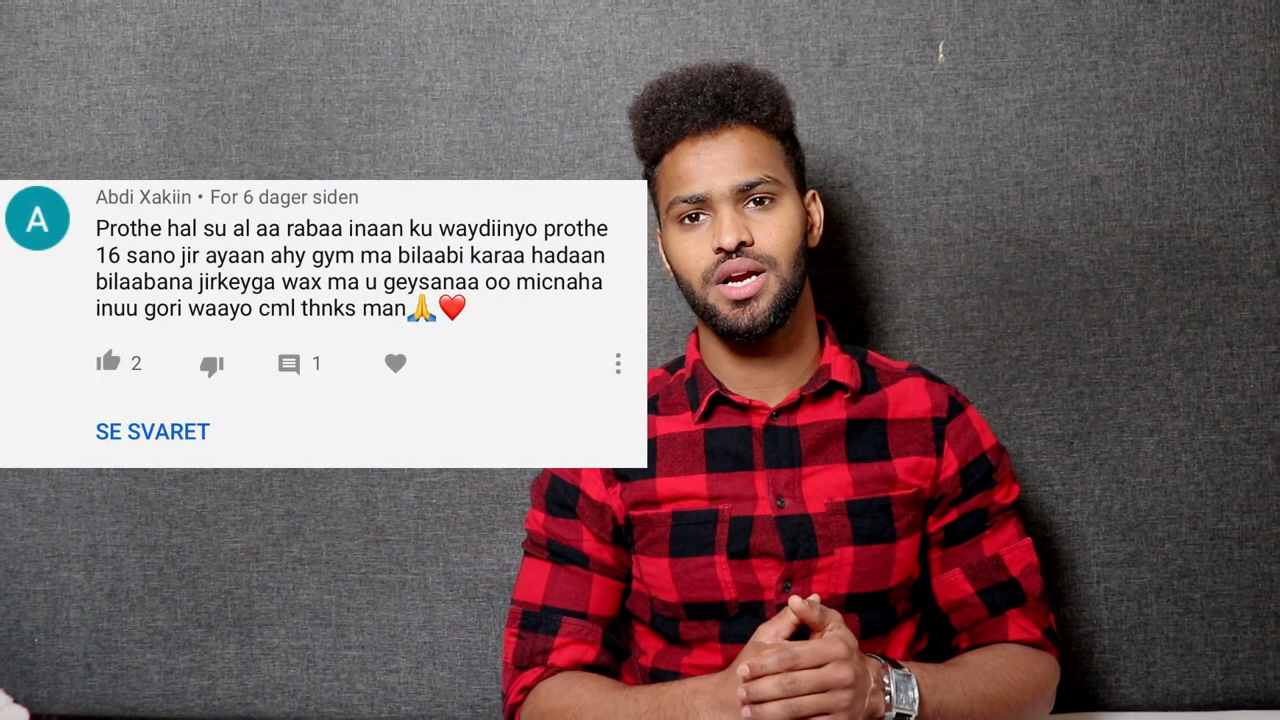 A
Abdi Xakiin • For 6 dager siden
Prothe hal su al aa rabaa inaan ku waydiinyo prothe
16 sano jir ayaan ahy gym ma bilaabi karaa hadaan
bilaabana jirkeyga wax ma u geysanaa oo micnaha
inuu gori waayo cml thnks man🙏❤️
2
1
SE SVARET